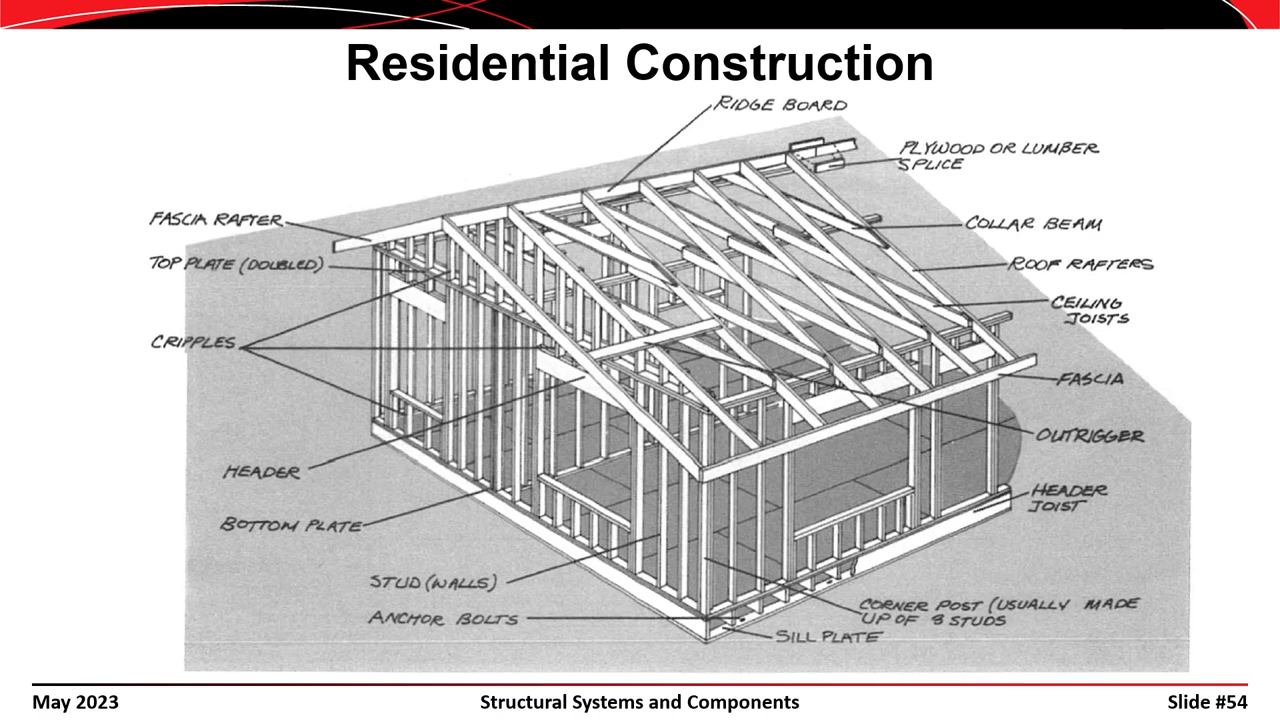 Residential Construction
RIDGE BOARD
PLYWOOD OR LUMBER
SPLICE
FASCIA RAFTER
COLLAR BEAM
TOP PLATE (DOUBLED)
ROOF RAFTERS
CEILING
JOISTS
CRIPPLES
FASCIA
OUTRIGGER
HEADER
HEADER
JOIST
BOTTOM PLATE
STUD (WALLS)
CORNER POST (USUALLY MADE
UP OF 3 STUDS
ANCHOR BOLTS
SILL PLATE
May 2023
Structural Systems and Components
Slide #54